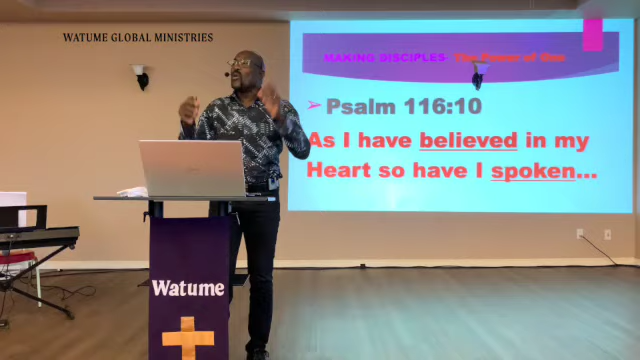 WATUME GLOBAL MINISTRIES
MAKING DISCIPLES- The Power of One
Psalm 116:10
As I have believed in my
Heart so have I spoken...
Watume